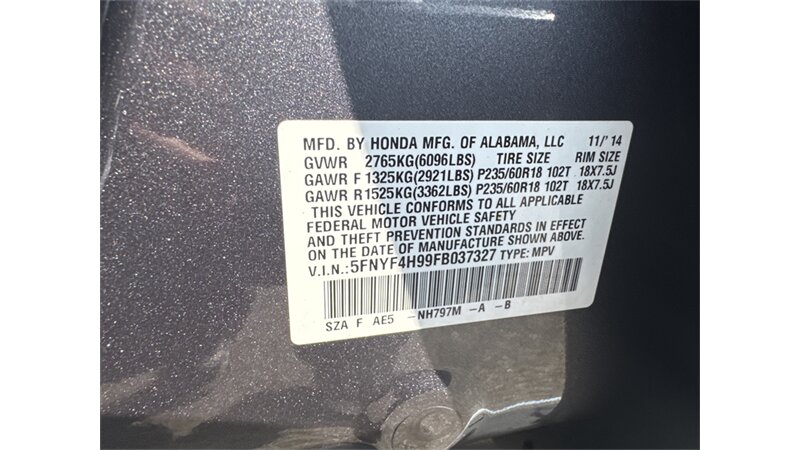 MFD. BY HONDA MFG. OF ALABAMA, LLC 11/'14
GVWR 2765KG(6096LBS) TIRE SIZE RIM SIZE
GAWR F 1325KG(2921LBS) P235/60R18 102T 18X7.5J
GAWR R 1525KG(3362LBS) P235/60R18 102T 18X7.5J
THIS VEHICLE CONFORMS TO ALL APPLICABLE
FEDERAL MOTOR VEHICLE SAFETY
AND THEFT PREVENTION STANDARDS IN EFFECT
ON THE DATE OF MANUFACTURE SHOWN ABOVE.
V.I.N.:5FNYF4H99FB037327 TYPE: MPV
SZA F AE5 -NH797M -A -B